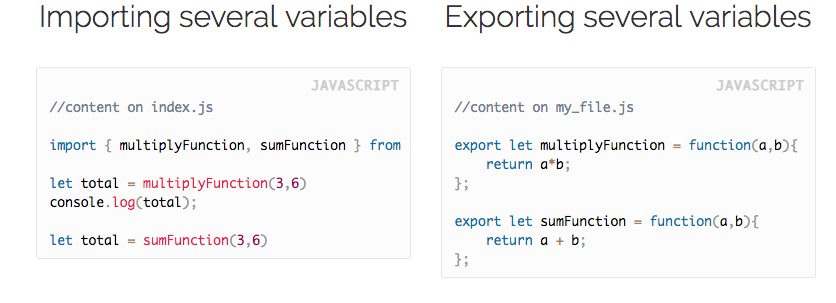 Importing several variables
JAVASCRIPT
//content on index.js
import { multiplyFunction, sumFunction } from
let total = multiplyFunction(3,6)
console.log(total);
let total = sumFunction(3,6)
Exporting several variables
JAVASCRIPT
//content on my_file.js
export let multiplyFunction = function(a,b){
    return a*b;
};
export let sumFunction = function(a,b){
    return a + b;
};